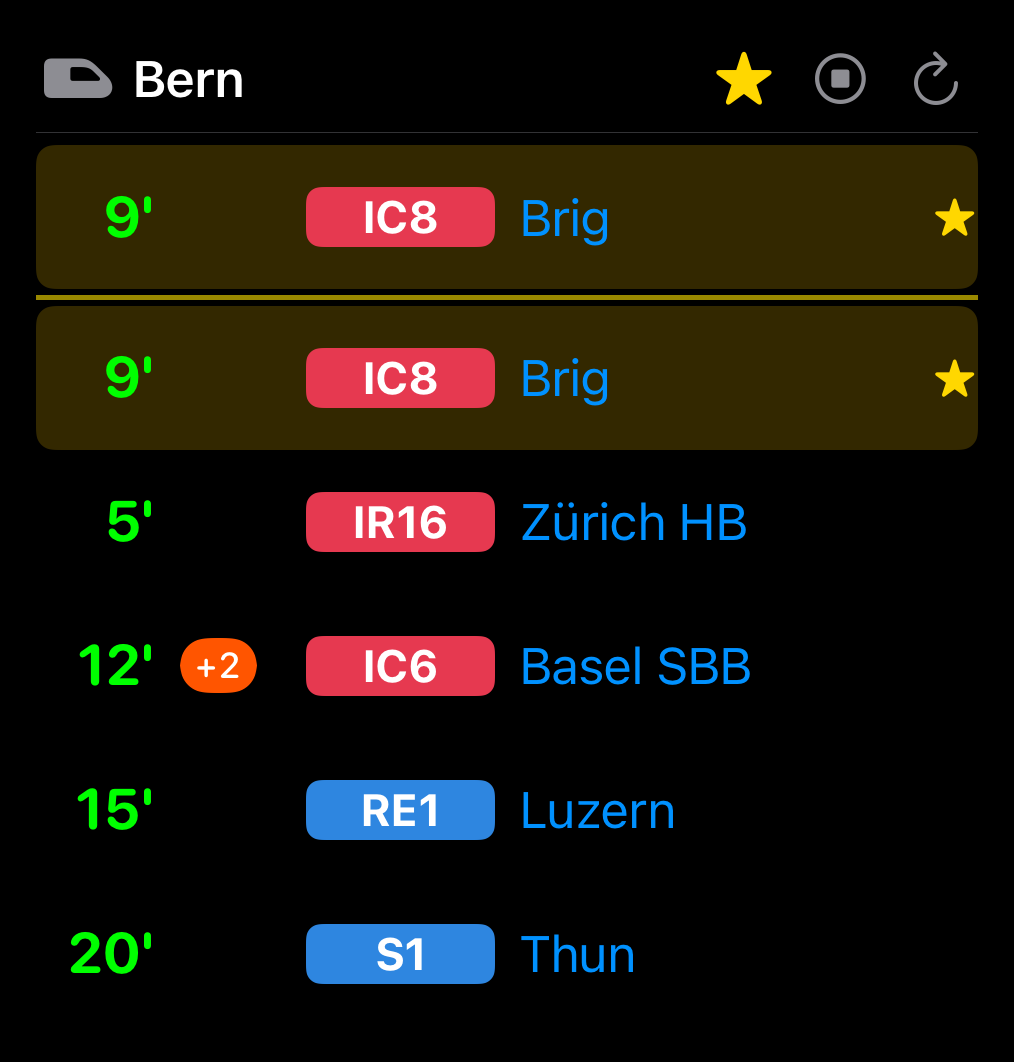 Bern
9' IC8 Brig
9' IC8 Brig
5' IR16 Zürich HB
12' +2 IC6 Basel SBB
15' RE1 Luzern
20' S1 Thun